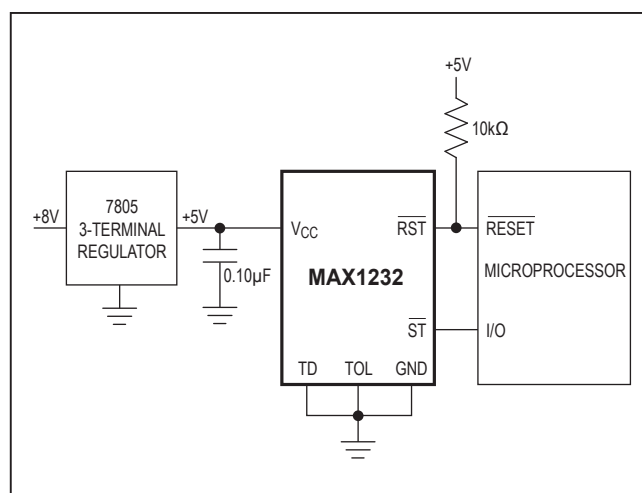 +5V
10kΩ
7805
3-TERMINAL
REGULATOR
+8V
+5V
0.10µF
VCC
RST
MAX1232
ST
TD TOL GND
RESET
MICROPROCESSOR
I/O